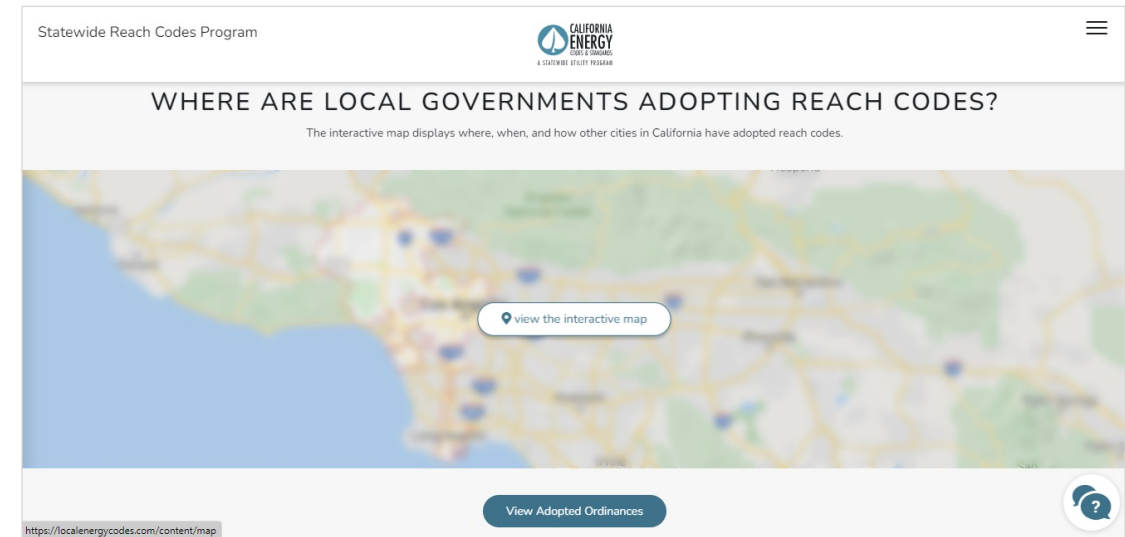 Statewide Reach Codes Program
CALIFORNIA
ENERGY
CODES & STANDARDS
A STATEWIDE UTILITY PROGRAM
WHERE ARE LOCAL GOVERNMENTS ADOPTING REACH CODES?
The interactive map displays where, when, and how other cities in California have adopted reach codes.
view the interactive map
View Adopted Ordinances
?
https://localenergycodes.com/content/map